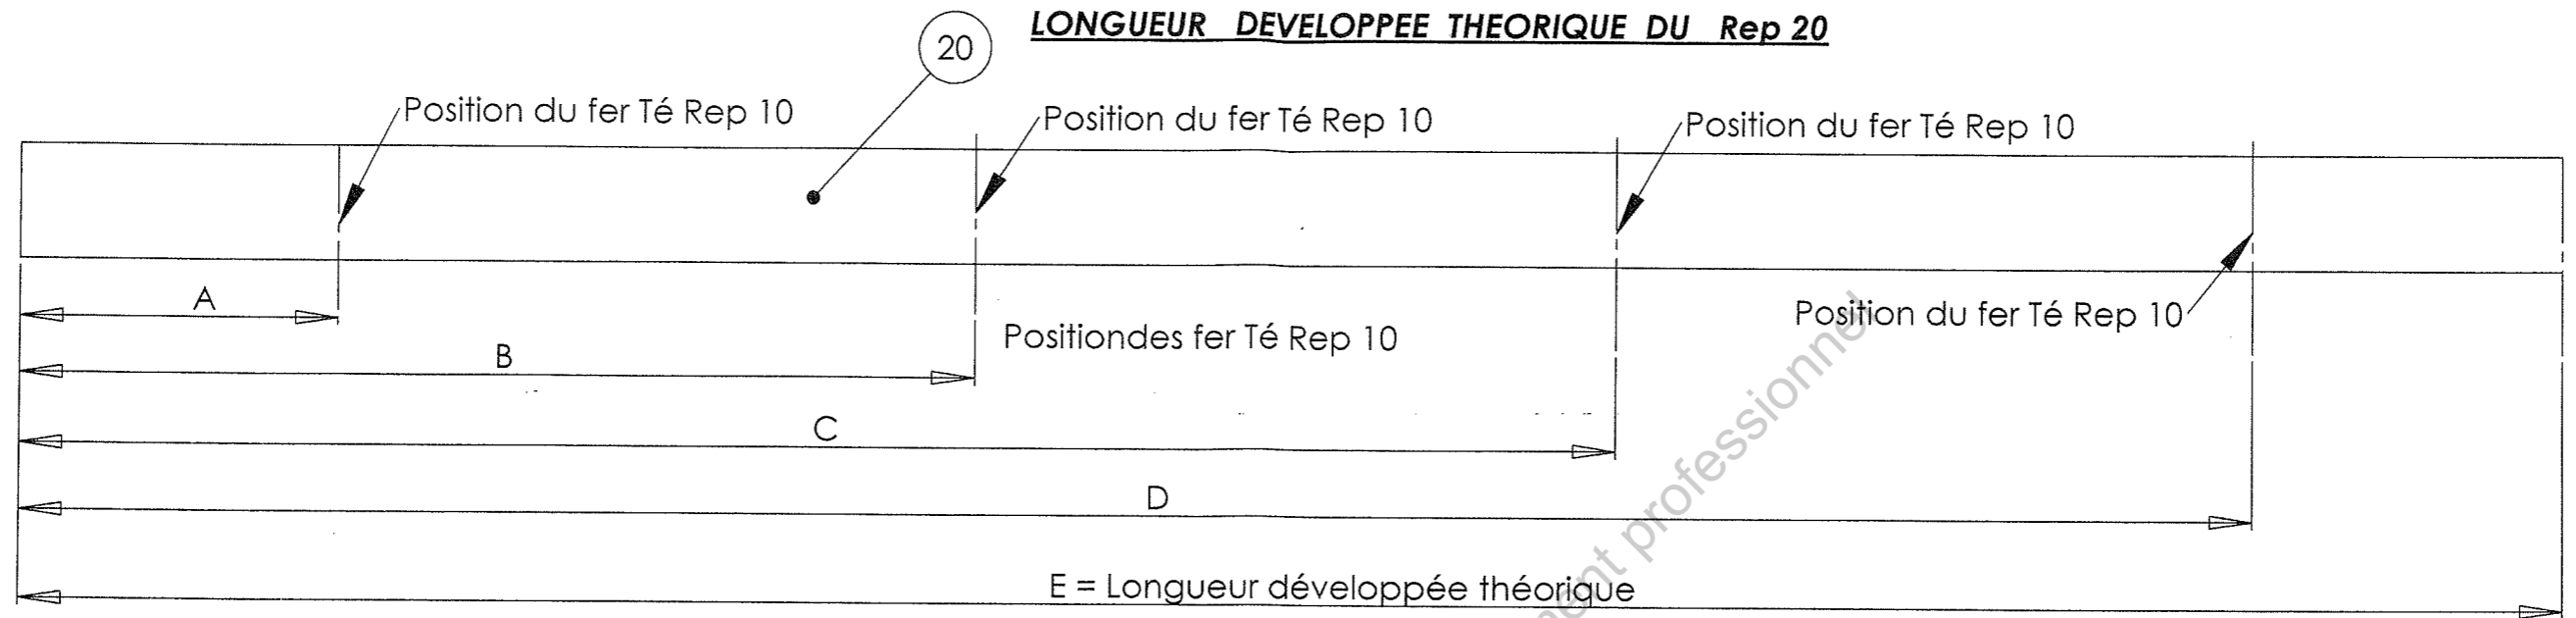 LONGUEUR DEVELOPPEE THEORIQUE DU Rep 20
20
Position du fer Té Rep 10
Position du fer Té Rep 10
Position du fer Té Rep 10
A
Position du fer Té Rep 10
Positiondes fer Té Rep 10
B
C
D
E = Longueur développée théorique
professionnel